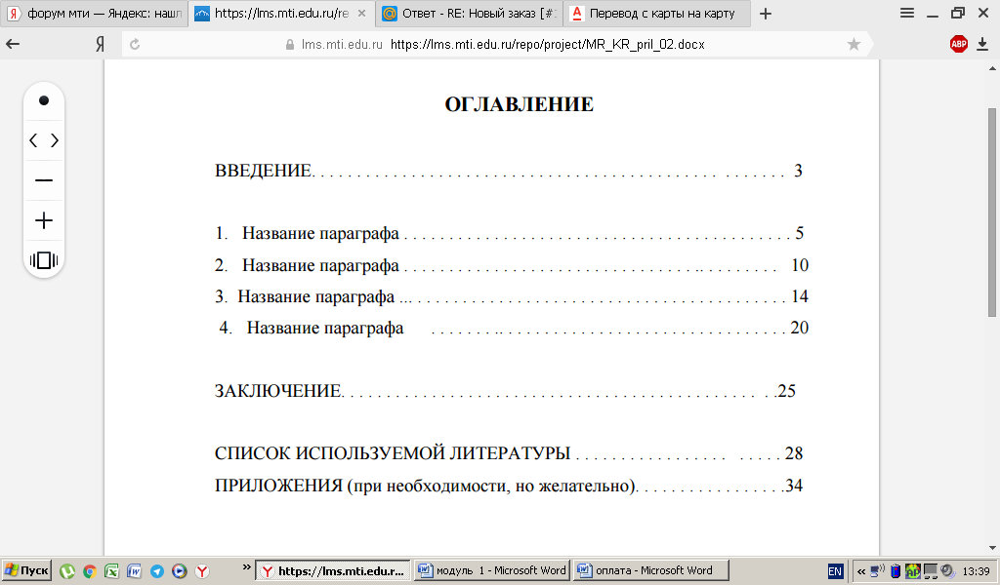 форум мти — Яндекс: нашл
https://lms.mti.edu.ru/re
Ответ - RE: Новый заказ [#
Перевод с карты на карту
lms.mti.edu.ru https://lms.mti.edu.ru/repo/project/MR_KR_pril_02.docx
ABP
ОГЛАВЛЕНИЕ
ВВЕДЕНИЕ. . . . . . . . . . . . . . . . . . . . . . . . . . . . . . . . . . . . . . . . . . . . . . . . . 3
1. Название параграфа . . . . . . . . . . . . . . . . . . . . . . . . . . . . . . . . . . . . . . . . 5
2. Название параграфа . . . . . . . . . . . . . . . . . . . . . . . . . . . . . .. . . . . . . . . 10
3. Название параграфа ... . . . . . . . . . . . . . . . . . . . . . . . . . . . . . . . . . . . . . 14
4. Название параграфа . . . . . . . .. . . . . . . . . . . . . . . . . . . . . . . . . . . . . 20
ЗАКЛЮЧЕНИЕ. . . . . . . . . . . . . . . . . . . . . . . . . . . . . . . . . . . . . . . . . . . . .25
СПИСОК ИСПОЛЬЗУЕМОЙ ЛИТЕРАТУРЫ . . . . . . . . . . . . . . . . . . . . . 28
ПРИЛОЖЕНИЯ (при необходимости, но желательно). . . . . . . . . . . . . . . . .34
Пуск
https://lms.mti.edu.r...
модуль 1 - Microsoft Word
оплата - Microsoft Word
EN
13:39